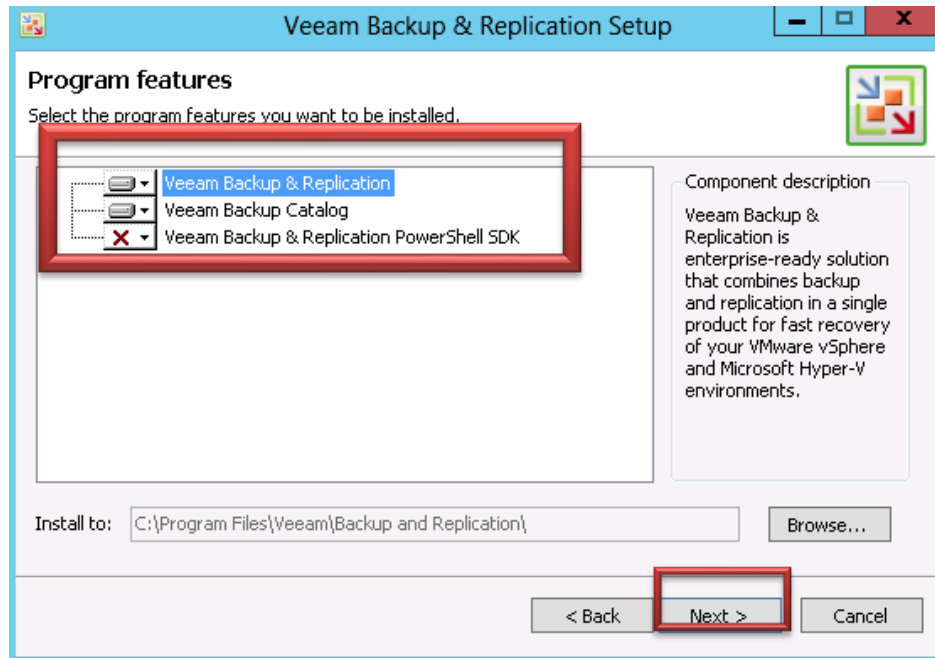 Veeam Backup & Replication Setup
Program features
Select the program features you want to be installed.
Veeam Backup & Replication
Veeam Backup Catalog
Veeam Backup & Replication PowerShell SDK
Component description
Veeam Backup &
Replication is
enterprise-ready solution
that combines backup
and replication in a single
product for fast recovery
of your VMware vSphere
and Microsoft Hyper-V
environments.
Install to:
C:\Program Files\Veeam\Backup and Replication\
Browse...
< Back
Next >
Cancel